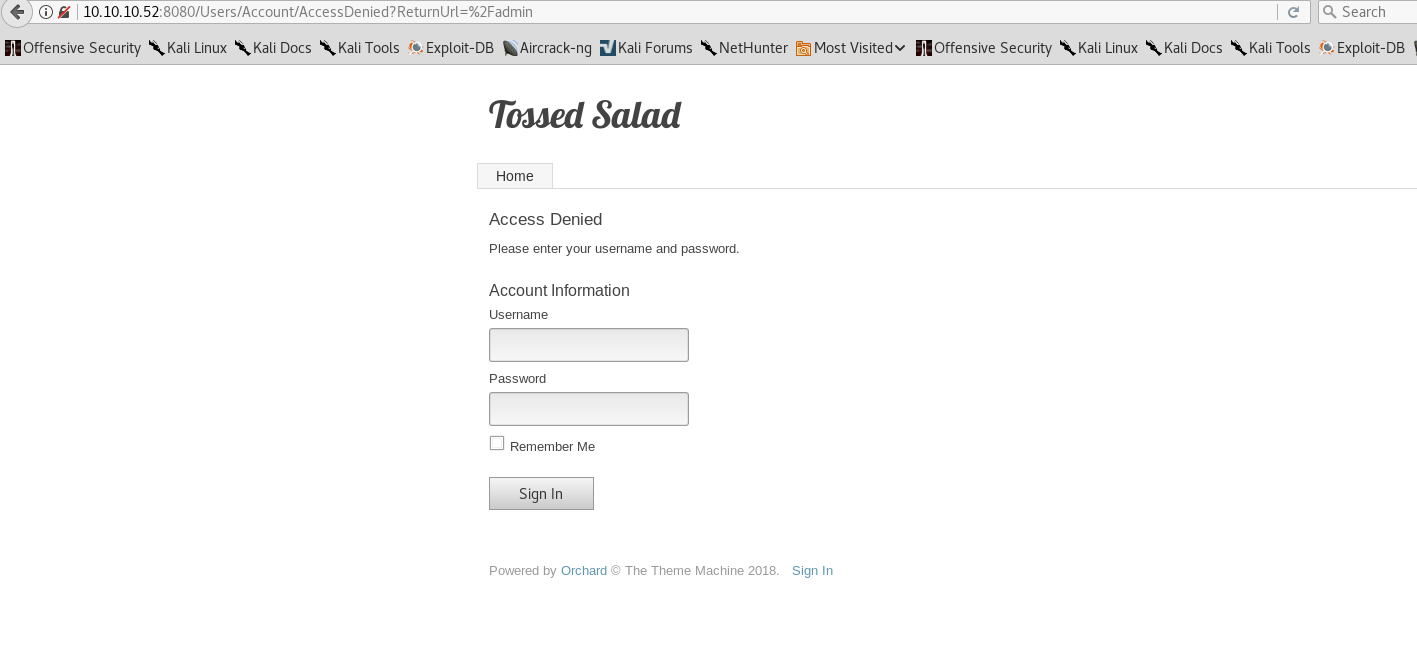 10.10.10.52:8080/Users/Account/AccessDenied?ReturnUrl=%2Fadmin Search
Offensive Security Kali Linux Kali Docs Kali Tools Exploit-DB Aircrack-ng Kali Forums NetHunter Most Visited Offensive Security Kali Linux Kali Docs Kali Tools Exploit-DB
Tossed Salad
Home
Access Denied
Please enter your username and password.
Account Information
Username
Password
Remember Me
Sign In
Powered by Orchard © The Theme Machine 2018. Sign In